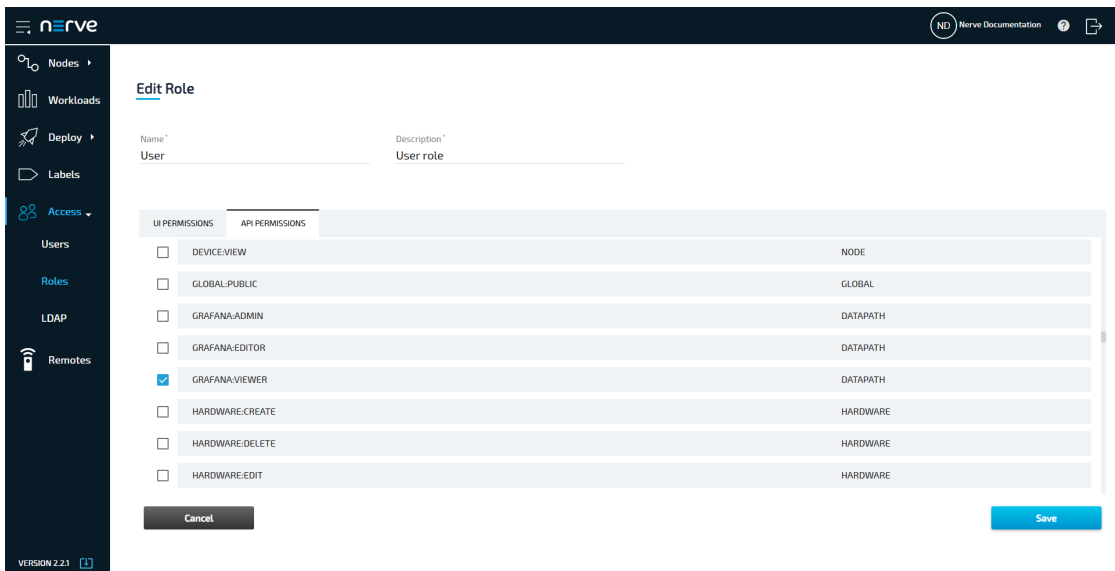 nerve
ND Nerve Documentation ?
Nodes
Workloads
Deploy
Labels
Access
Users
Roles
LDAP
Remotes
VERSION 2.2.1
Edit Role
Name* Description*
User User role
UI PERMISSIONS API PERMISSIONS
DEVICE:VIEW NODE
GLOBAL:PUBLIC GLOBAL
GRAFANA:ADMIN DATAPATH
GRAFANA:EDITOR DATAPATH
GRAFANA:VIEWER DATAPATH
HARDWARE:CREATE HARDWARE
HARDWARE:DELETE HARDWARE
HARDWARE:EDIT HARDWARE
Cancel Save